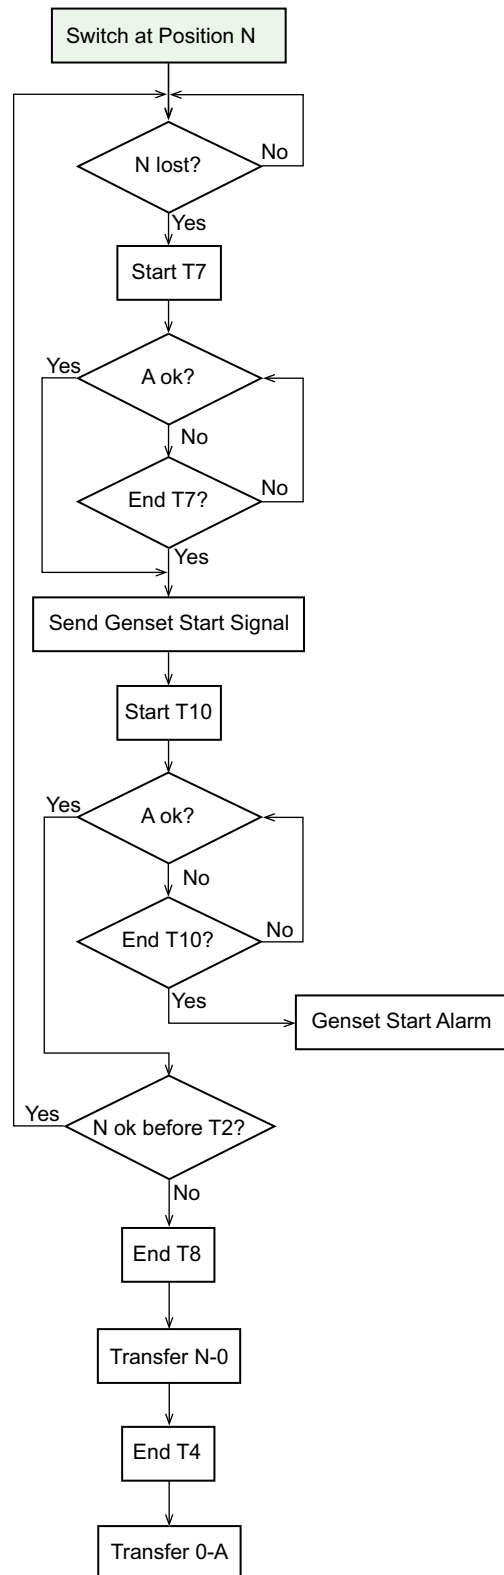 Switch at Position N
N lost?
No
Yes
Start T7
Yes
A ok?
No
End T7?
No
Yes
Send Genset Start Signal
Start T10
Yes
A ok?
No
End T10?
No
Yes
Genset Start Alarm
Yes
N ok before T2?
No
End T8
Transfer N-0
End T4
Transfer 0-A